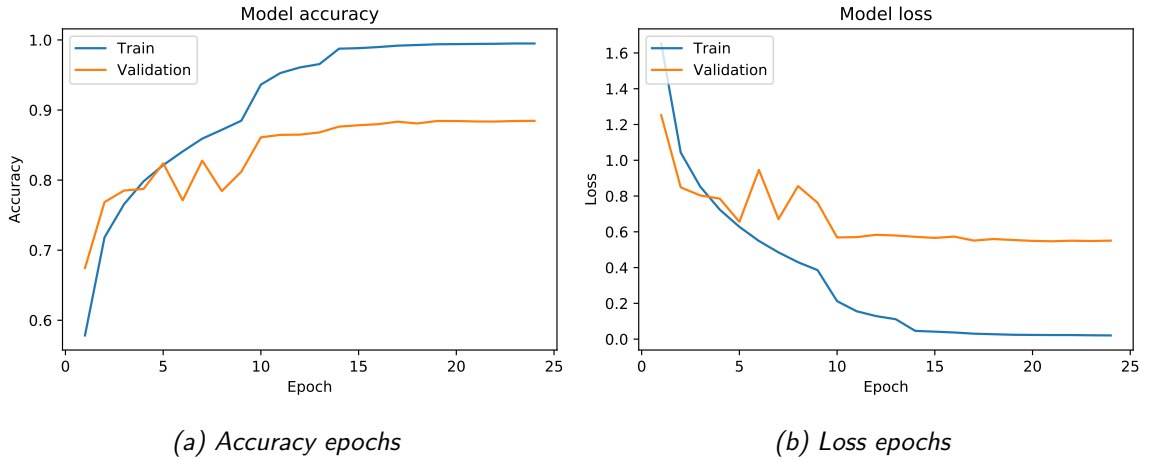 Model accuracy
1.0
0.9
0.8
0.7
0.6
Accuracy
Train
Validation
0 5 10 15 20 25
Epoch
(a) Accuracy epochs
Model loss
1.6
1.4
1.2
1.0
0.8
0.6
0.4
0.2
0.0
Loss
Train
Validation
0 5 10 15 20 25
Epoch
(b) Loss epochs